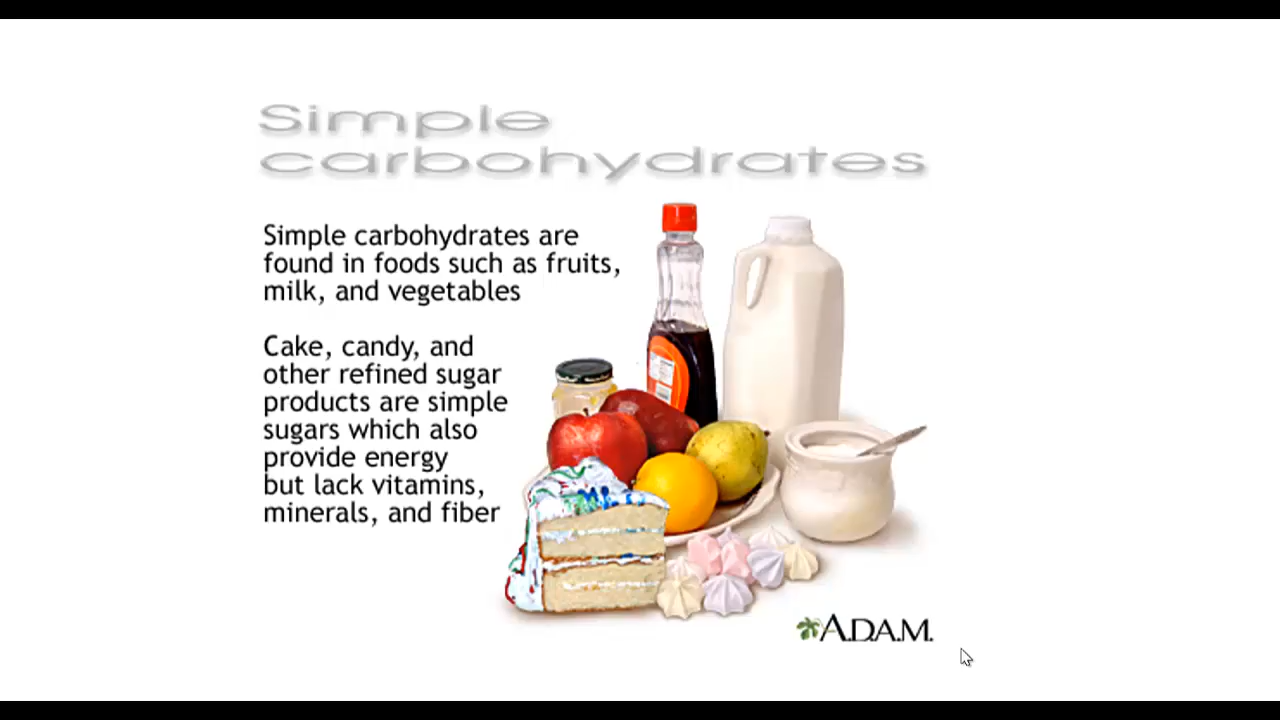 Simple
carbohydrates
Simple carbohydrates are
found in foods such as fruits,
milk, and vegetables
Cake, candy, and
other refined sugar
products are simple
sugars which also
provide energy
but lack vitamins,
minerals, and fiber
A.D.A.M.